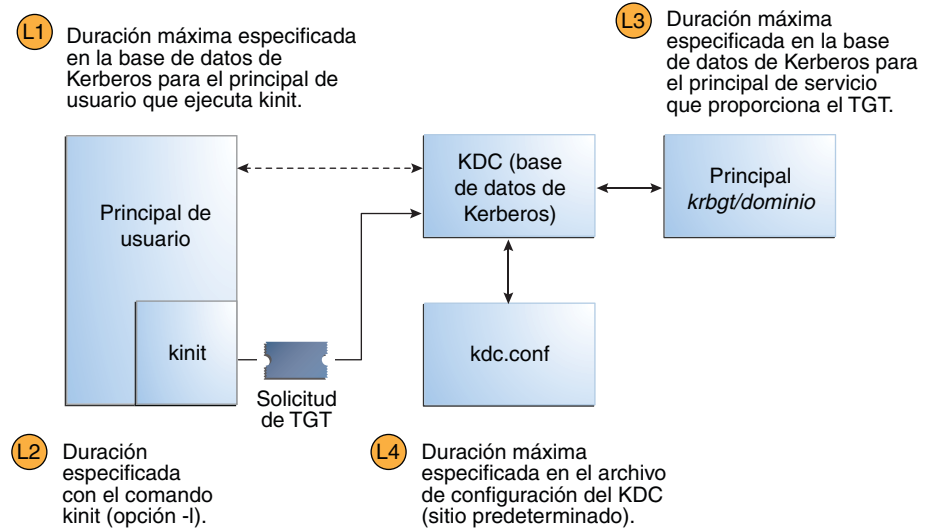 L1
Duración máxima especificada
en la base de datos de
Kerberos para el principal de
usuario que ejecuta kinit.
L3
Duración máxima
especificada en la base
de datos de Kerberos para
el principal de servicio
que proporciona el TGT.
Principal de
usuario
kinit
Solicitud
de TGT
KDC (base
de datos de
Kerberos)
Principal
krbgt/dominio
kdc.conf
L2
Duración
especificada
con el comando
kinit (opción -l).
L4
Duración máxima
especificada en el archivo
de configuración del KDC
(sitio predeterminado).